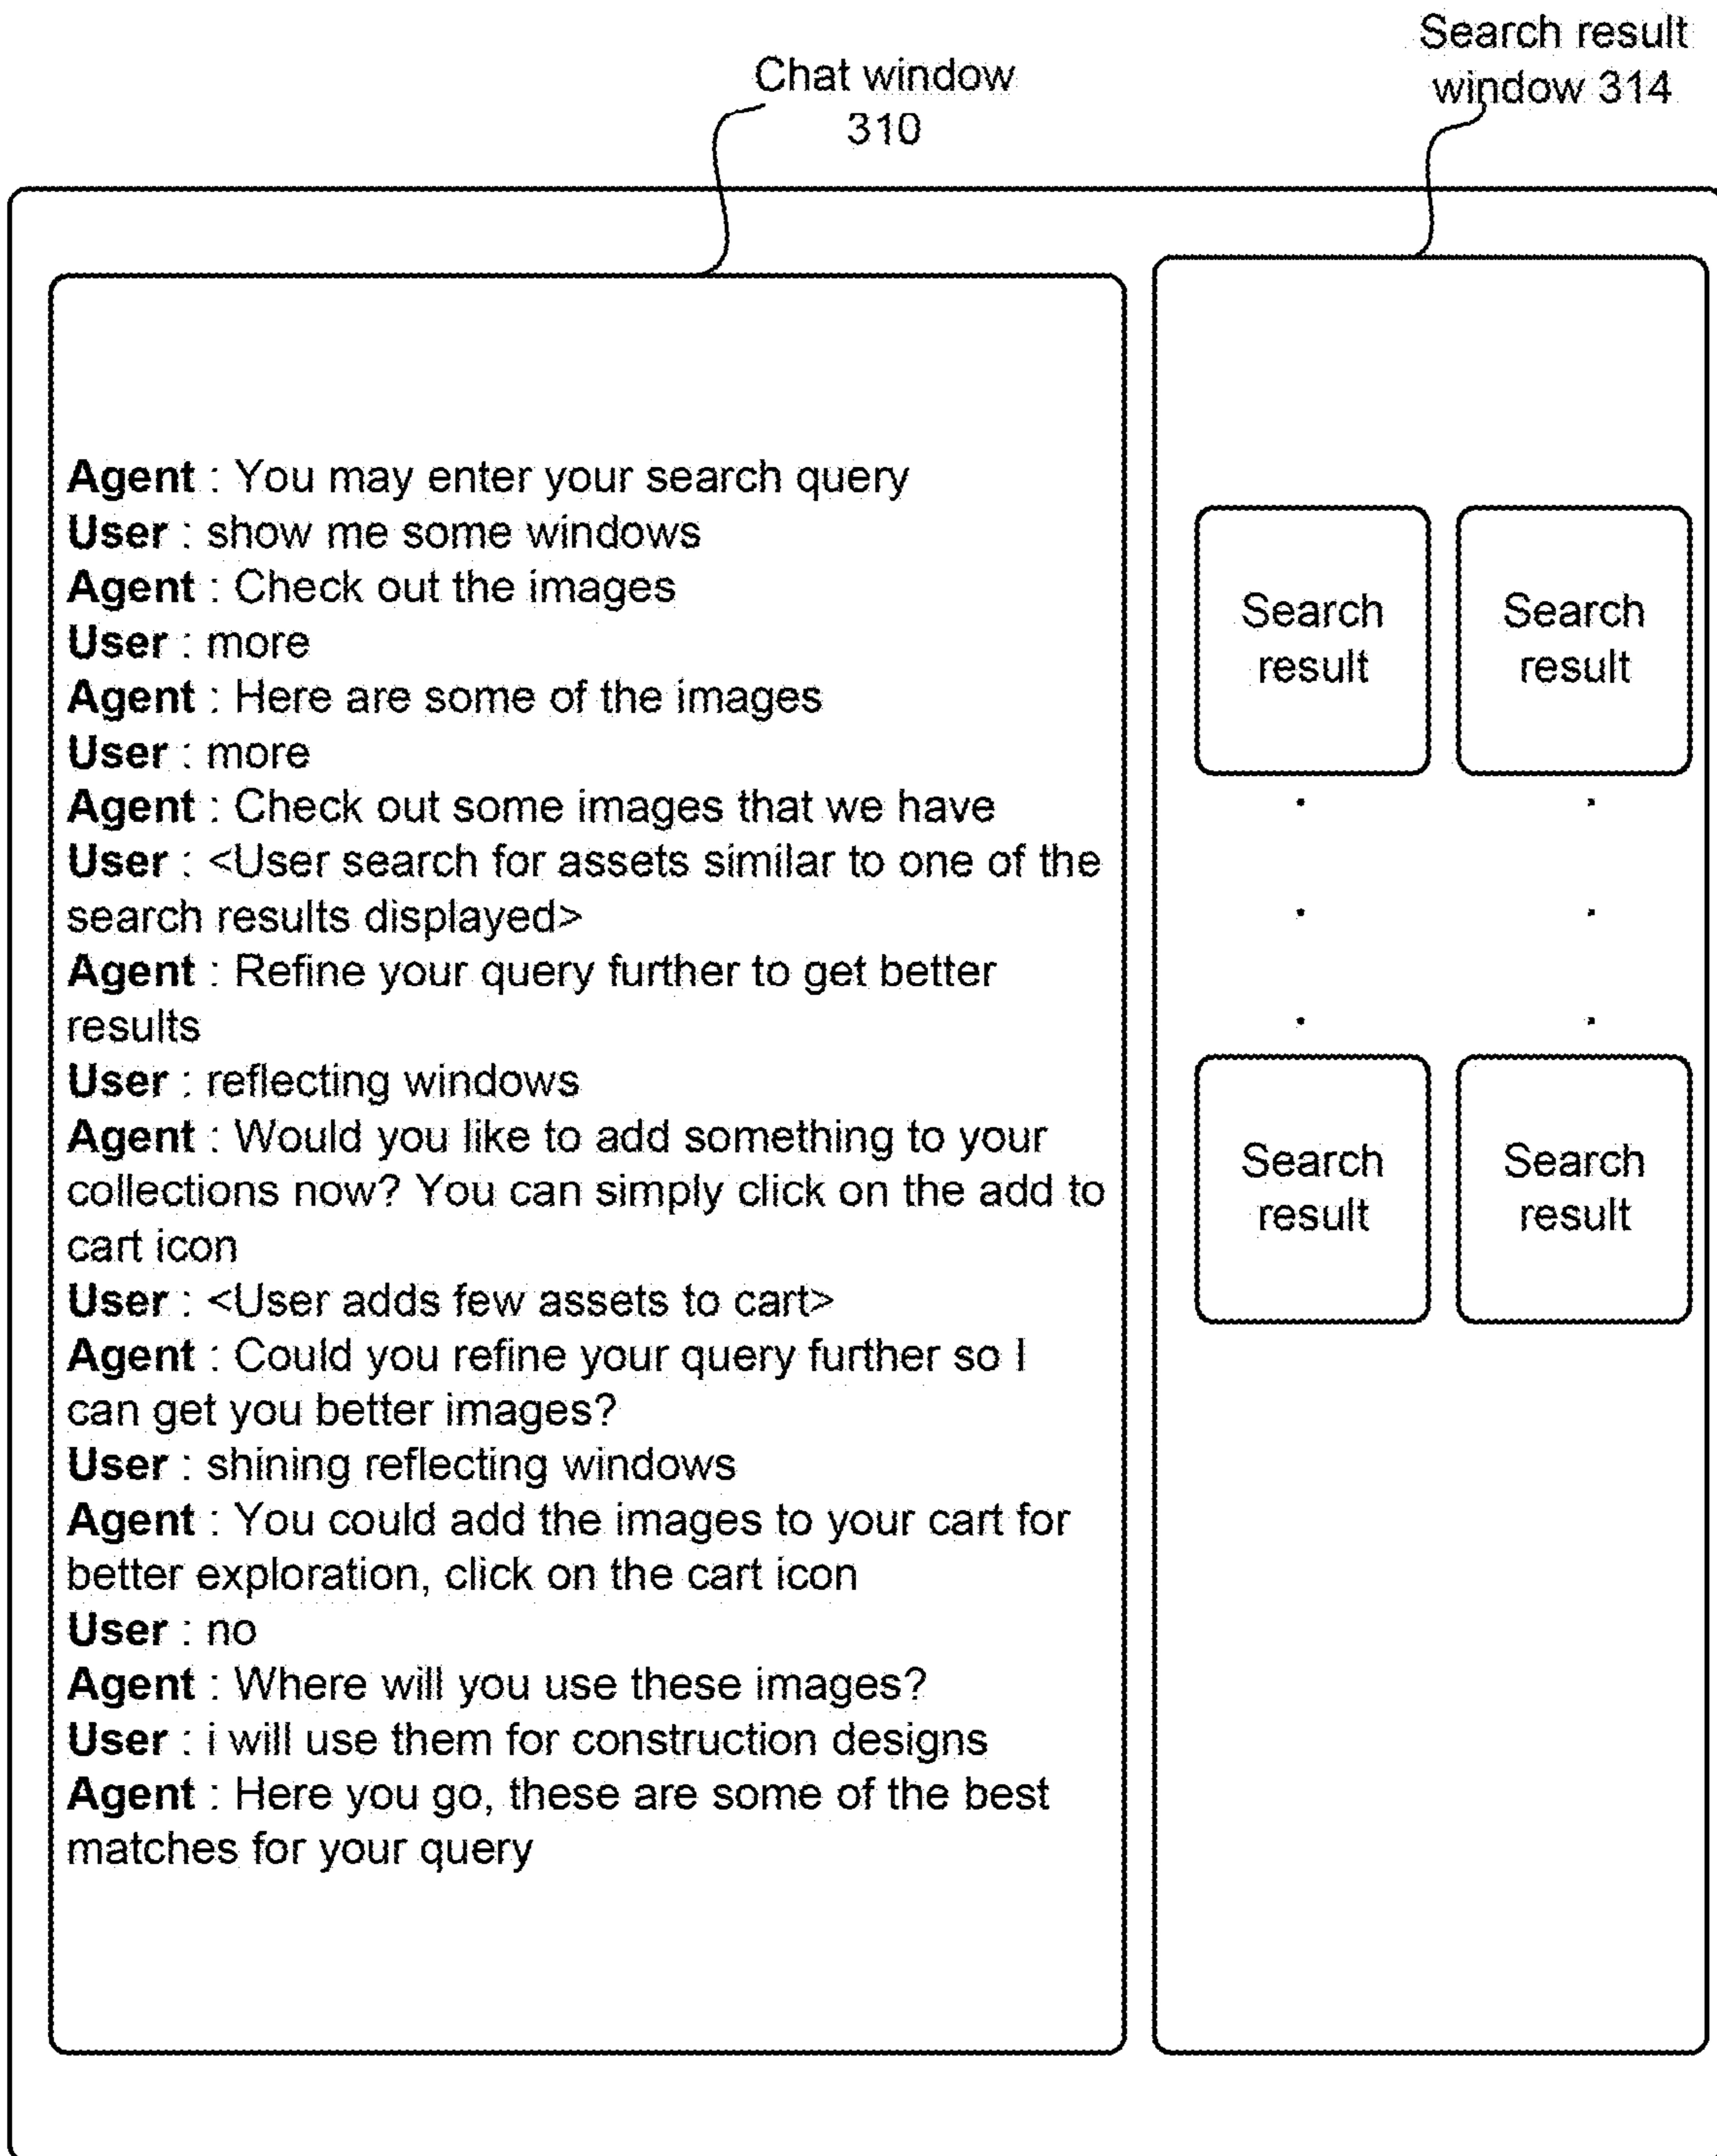 Search result
window 314
Chat window
310
Agent : You may enter your search query
User : show me some windows
Agent : Check out the images
User : more
Agent : Here are some of the images
User : more
Agent : Check out some images that we have
User : <User search for assets similar to one of the
search results displayed>
Agent : Refine your query further to get better
results
User : reflecting windows
Agent : Would you like to add something to your
collections now? You can simply click on the add to
cart icon
User : <User adds few assets to cart>
Agent : Could you refine your query further so I
can get you better images?
User : shining reflecting windows
Agent : You could add the images to your cart for
better exploration, click on the cart icon
User : no
Agent : Where will you use these images?
User : i will use them for construction designs
Agent : Here you go, these are some of the best
matches for your query
Search
result
Search
result
Search
result
Search
result